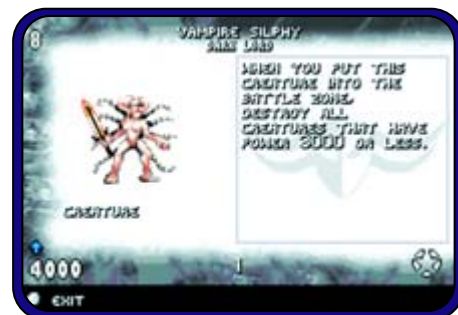 8
VAMPIRE SILPHY
DARK LORD
WHEN YOU PUT THIS
CREATURE INTO THE
BATTLE ZONE,
DESTROY ALL
CREATURES THAT HAVE
POWER 3000 OR LESS.
CREATURE
4000
1
EXIT